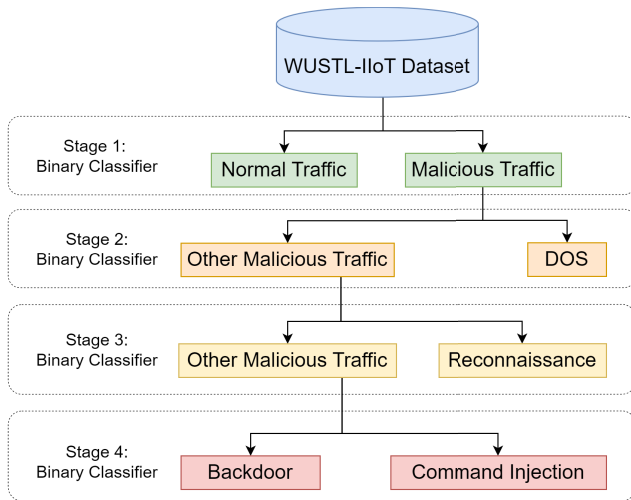 WUSTL-IIoT Dataset
Stage 1:
Binary Classifier
Normal Traffic
Malicious Traffic
Stage 2:
Binary Classifier
Other Malicious Traffic
DOS
Stage 3:
Binary Classifier
Other Malicious Traffic
Reconnaissance
Stage 4:
Binary Classifier
Backdoor
Command Injection